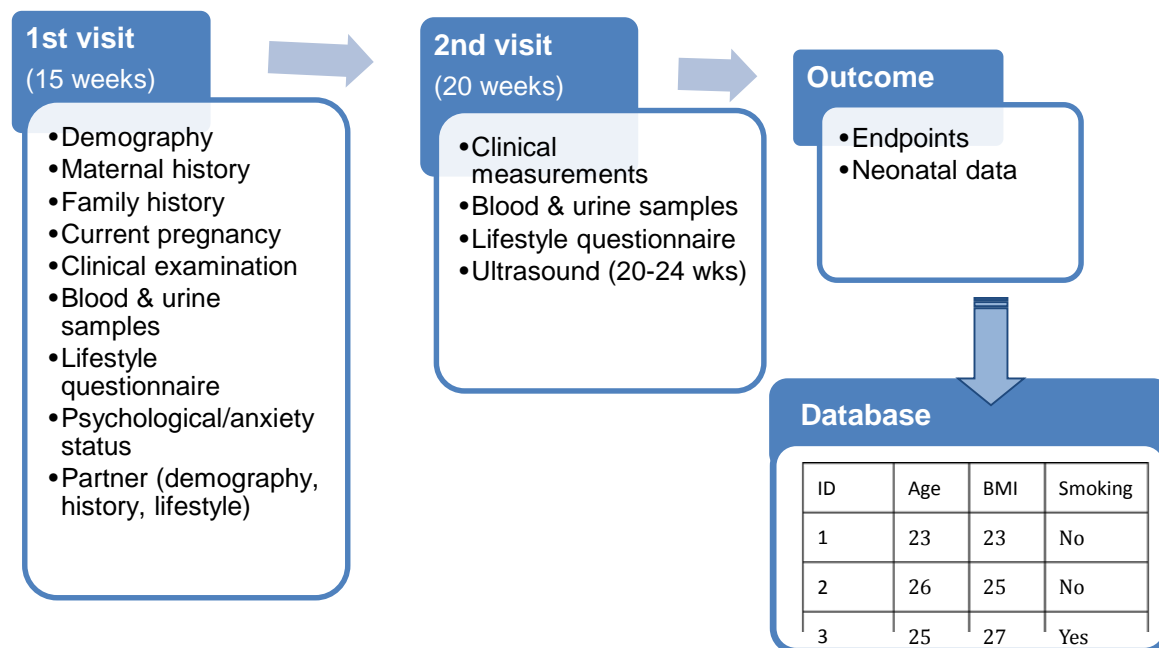 1st visit
(15 weeks)
•Demography
•Maternal history
•Family history
•Current pregnancy
•Clinical examination
•Blood & urine
samples
•Lifestyle
questionnaire
•Psychological/anxiety
status
•Partner (demography,
history, lifestyle)
2nd visit
(20 weeks)
•Clinical
measurements
•Blood & urine samples
•Lifestyle questionnaire
•Ultrasound (20-24 wks)
Outcome
•Endpoints
•Neonatal data
Database
ID Age BMI Smoking
1 23 23 No
2 26 25 No
3 25 27 Yes